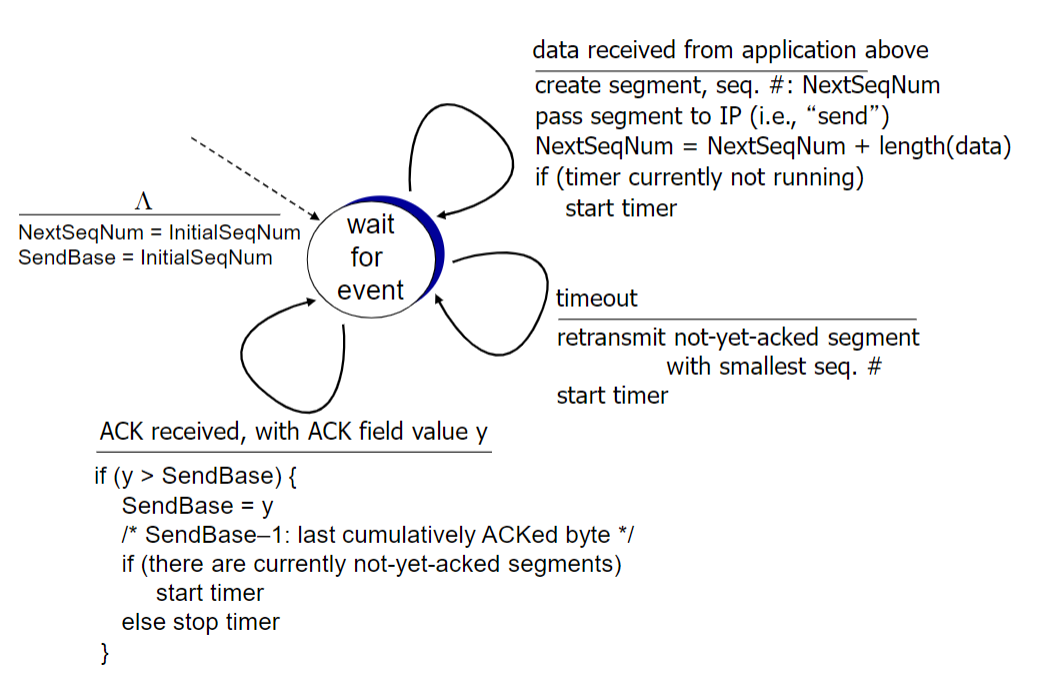 data received from application above
create segment, seq. #: NextSeqNum
pass segment to IP (i.e., “send”)
NextSeqNum = NextSeqNum + length(data)
if (timer currently not running)
start timer
Λ
NextSeqNum = InitialSeqNum
SendBase = InitialSeqNum
wait
for
event
timeout
retransmit not-yet-acked segment
with smallest seq. #
start timer
ACK received, with ACK field value y
if (y > SendBase) {
SendBase = y
/* SendBase–1: last cumulatively ACKed byte */
if (there are currently not-yet-acked segments)
start timer
else stop timer
}